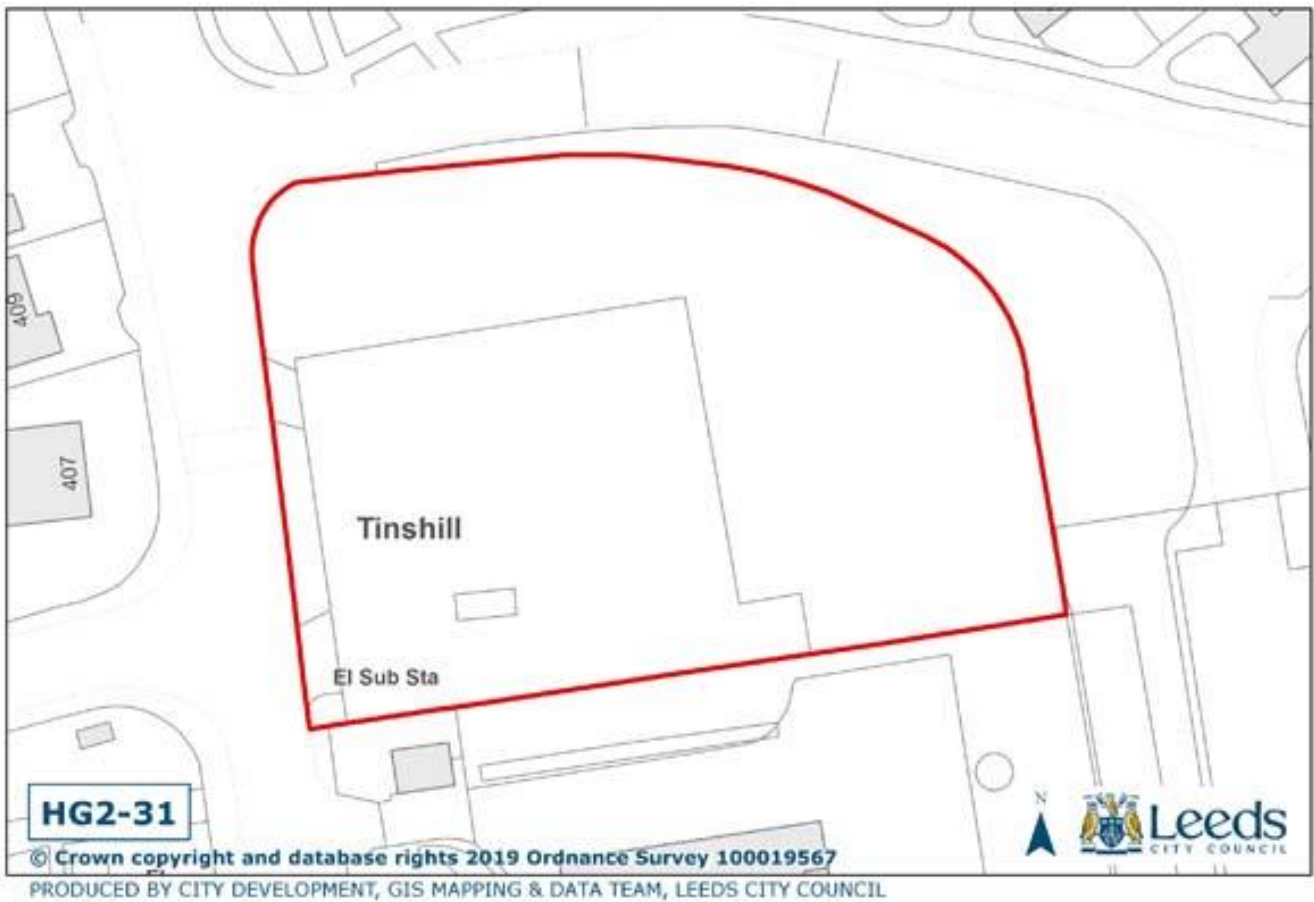 409
407
Tinshill
El Sub Sta
HG2-31
N
Leeds
CITY COUNCIL
© Crown copyright and database rights 2019 Ordnance Survey 100019567
PRODUCED BY CITY DEVELOPMENT, GIS MAPPING & DATA TEAM, LEEDS CITY COUNCIL